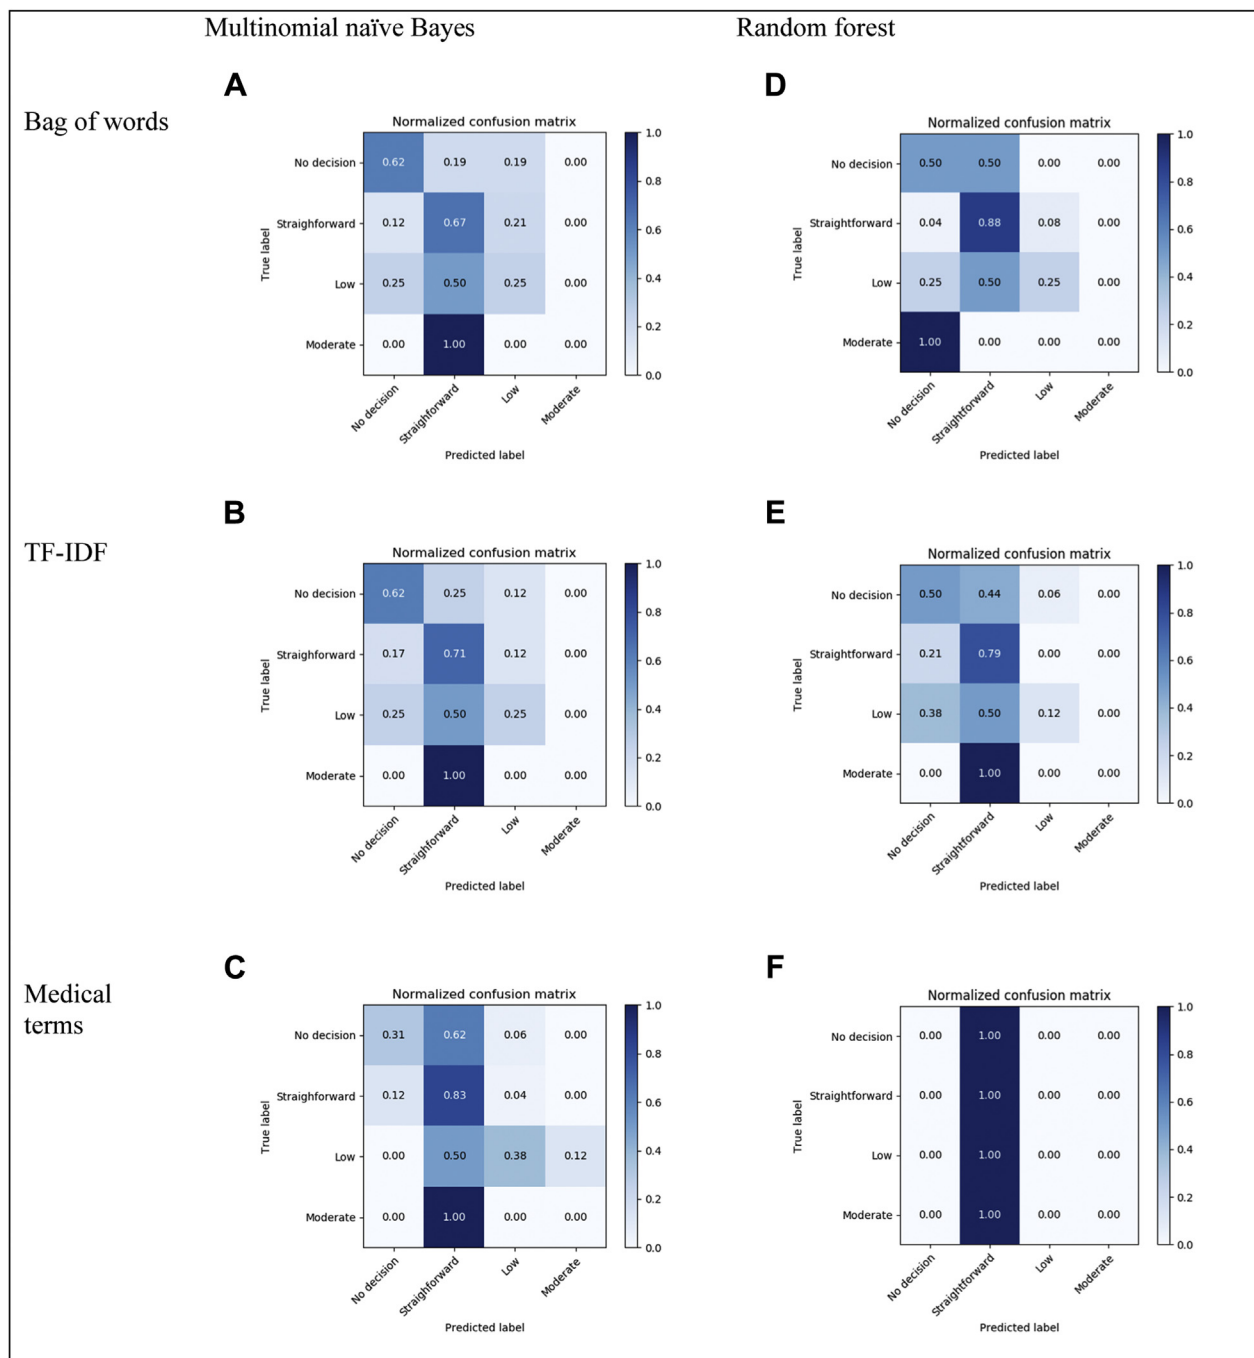 Multinomial naïve Bayes
Random forest
Bag of words
A
Normalized confusion matrix
True label
No decision 0.62 0.19 0.19 0.00
Straighforward 0.12 0.67 0.21 0.00
Low 0.25 0.50 0.25 0.00
Moderate 0.00 1.00 0.00 0.00
No decision Straighforward Low Moderate
Predicted label
1.0
0.8
0.6
0.4
0.2
0.0
D
Normalized confusion matrix
True label
No decision 0.50 0.50 0.00 0.00
Straightforward 0.04 0.88 0.08 0.00
Low 0.25 0.50 0.25 0.00
Moderate 1.00 0.00 0.00 0.00
No decision Straightforward Low Moderate
Predicted label
1.0
0.8
0.6
0.4
0.2
0.0
TF-IDF
B
Normalized confusion matrix
True label
No decision 0.62 0.25 0.12 0.00
Straighforward 0.17 0.71 0.12 0.00
Low 0.25 0.50 0.25 0.00
Moderate 0.00 1.00 0.00 0.00
No decision Straighforward Low Moderate
Predicted label
1.0
0.8
0.6
0.4
0.2
0.0
E
Normalized confusion matrix
True label
No decision 0.50 0.44 0.06 0.00
Straightforward 0.21 0.79 0.00 0.00
Low 0.38 0.50 0.12 0.00
Moderate 0.00 1.00 0.00 0.00
No decision Straightforward Low Moderate
Predicted label
1.0
0.8
0.6
0.4
0.2
0.0
Medical
terms
C
Normalized confusion matrix
True label
No decision 0.31 0.62 0.06 0.00
Straighforward 0.12 0.83 0.04 0.00
Low 0.00 0.50 0.38 0.12
Moderate 0.00 1.00 0.00 0.00
No decision Straighforward Low Moderate
Predicted label
1.0
0.8
0.6
0.4
0.2
0.0
F
Normalized confusion matrix
True label
No decision 0.00 1.00 0.00 0.00
Straightforward 0.00 1.00 0.00 0.00
Low 0.00 1.00 0.00 0.00
Moderate 0.00 1.00 0.00 0.00
No decision Straightforward Low Moderate
Predicted label
1.0
0.8
0.6
0.4
0.2
0.0